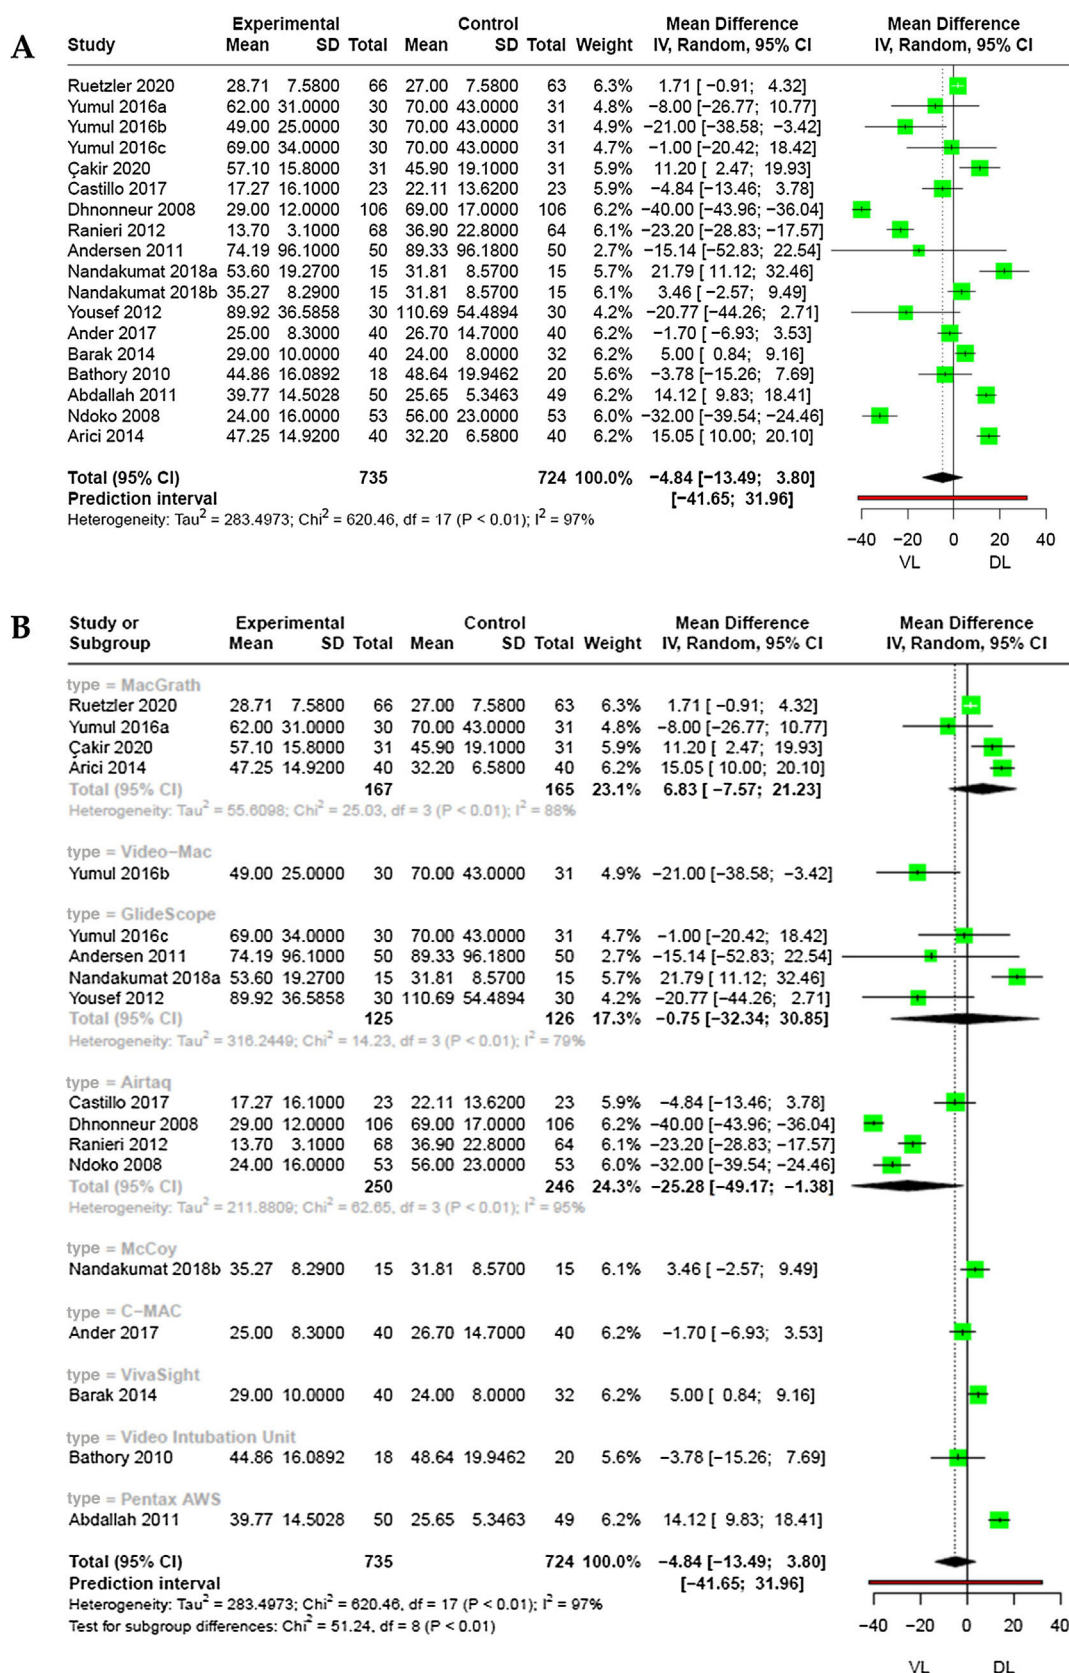 A
Experimental Control Mean Difference Mean Difference
Study Mean SD Total Mean SD Total Weight IV, Random, 95% CI IV, Random, 95% CI
Ruetzler 2020 28.71 7.5800 66 27.00 7.5800 63 6.3% 1.71 [ −0.91; 4.32]
Yumul 2016a 62.00 31.0000 30 70.00 43.0000 31 4.8% −8.00 [−26.77; 10.77]
Yumul 2016b 49.00 25.0000 30 70.00 43.0000 31 4.9% −21.00 [−38.58; −3.42]
Yumul 2016c 69.00 34.0000 30 70.00 43.0000 31 4.7% −1.00 [−20.42; 18.42]
Çakir 2020 57.10 15.8000 31 45.90 19.1000 31 5.9% 11.20 [ 2.47; 19.93]
Castillo 2017 17.27 16.1000 23 22.11 13.6200 23 5.9% −4.84 [−13.46; 3.78]
Dhnonneur 2008 29.00 12.0000 106 69.00 17.0000 106 6.2% −40.00 [−43.96; −36.04]
Ranieri 2012 13.70 3.1000 68 36.90 22.8000 64 6.1% −23.20 [−28.83; −17.57]
Andersen 2011 74.19 96.1000 50 89.33 96.1800 50 2.7% −15.14 [−52.83; 22.54]
Nandakumat 2018a 53.60 19.2700 15 31.81 8.5700 15 5.7% 21.79 [ 11.12; 32.46]
Nandakumat 2018b 35.27 8.2900 15 31.81 8.5700 15 6.1% 3.46 [ −2.57; 9.49]
Yousef 2012 89.92 36.5858 30 110.69 54.4894 30 4.2% −20.77 [−44.26; 2.71]
Ander 2017 25.00 8.3000 40 26.70 14.7000 40 6.2% −1.70 [ −6.93; 3.53]
Barak 2014 29.00 10.0000 40 24.00 8.0000 32 6.2% 5.00 [ 0.84; 9.16]
Bathory 2010 44.86 16.0892 18 48.64 19.9462 20 5.6% −3.78 [−15.26; 7.69]
Abdallah 2011 39.77 14.5028 50 25.65 5.3463 49 6.2% 14.12 [ 9.83; 18.41]
Ndoko 2008 24.00 16.0000 53 56.00 23.0000 53 6.0% −32.00 [−39.54; −24.46]
Arici 2014 47.25 14.9200 40 32.20 6.5800 40 6.2% 15.05 [ 10.00; 20.10]
Total (95% CI) 735 724 100.0% −4.84 [−13.49; 3.80]
Prediction interval [−41.65; 31.96]
Heterogeneity: Tau² = 283.4973; Chi² = 620.46, df = 17 (P < 0.01); I² = 97%
−40 −20 0 20 40
VL DL
B
Study or Experimental Control Mean Difference Mean Difference
Subgroup Mean SD Total Mean SD Total Weight IV, Random, 95% CI IV, Random, 95% CI
type = MacGrath
Ruetzler 2020 28.71 7.5800 66 27.00 7.5800 63 6.3% 1.71 [ −0.91; 4.32]
Yumul 2016a 62.00 31.0000 30 70.00 43.0000 31 4.8% −8.00 [−26.77; 10.77]
Çakir 2020 57.10 15.8000 31 45.90 19.1000 31 5.9% 11.20 [ 2.47; 19.93]
Arici 2014 47.25 14.9200 40 32.20 6.5800 40 6.2% 15.05 [ 10.00; 20.10]
Total (95% CI) 167 165 23.1% 6.83 [ −7.57; 21.23]
Heterogeneity: Tau² = 55.6098; Chi² = 25.03, df = 3 (P < 0.01); I² = 88%
type = Video−Mac
Yumul 2016b 49.00 25.0000 30 70.00 43.0000 31 4.9% −21.00 [−38.58; −3.42]
type = GlideScope
Yumul 2016c 69.00 34.0000 30 70.00 43.0000 31 4.7% −1.00 [−20.42; 18.42]
Andersen 2011 74.19 96.1000 50 89.33 96.1800 50 2.7% −15.14 [−52.83; 22.54]
Nandakumat 2018a 53.60 19.2700 15 31.81 8.5700 15 5.7% 21.79 [ 11.12; 32.46]
Yousef 2012 89.92 36.5858 30 110.69 54.4894 30 4.2% −20.77 [−44.26; 2.71]
Total (95% CI) 125 126 17.3% −0.75 [−32.34; 30.85]
Heterogeneity: Tau² = 316.2449; Chi² = 14.23, df = 3 (P < 0.01); I² = 79%
type = Airtaq
Castillo 2017 17.27 16.1000 23 22.11 13.6200 23 5.9% −4.84 [−13.46; 3.78]
Dhnonneur 2008 29.00 12.0000 106 69.00 17.0000 106 6.2% −40.00 [−43.96; −36.04]
Ranieri 2012 13.70 3.1000 68 36.90 22.8000 64 6.1% −23.20 [−28.83; −17.57]
Ndoko 2008 24.00 16.0000 53 56.00 23.0000 53 6.0% −32.00 [−39.54; −24.46]
Total (95% CI) 250 246 24.3% −25.28 [−49.17; −1.38]
Heterogeneity: Tau² = 211.8809; Chi² = 62.65, df = 3 (P < 0.01); I² = 95%
type = McCoy
Nandakumat 2018b 35.27 8.2900 15 31.81 8.5700 15 6.1% 3.46 [ −2.57; 9.49]
type = C−MAC
Ander 2017 25.00 8.3000 40 26.70 14.7000 40 6.2% −1.70 [ −6.93; 3.53]
type = VivaSight
Barak 2014 29.00 10.0000 40 24.00 8.0000 32 6.2% 5.00 [ 0.84; 9.16]
type = Video Intubation Unit
Bathory 2010 44.86 16.0892 18 48.64 19.9462 20 5.6% −3.78 [−15.26; 7.69]
type = Pentax AWS
Abdallah 2011 39.77 14.5028 50 25.65 5.3463 49 6.2% 14.12 [ 9.83; 18.41]
Total (95% CI) 735 724 100.0% −4.84 [−13.49; 3.80]
Prediction interval [−41.65; 31.96]
Heterogeneity: Tau² = 283.4973; Chi² = 620.46, df = 17 (P < 0.01); I² = 97%
Test for subgroup differences: Chi² = 51.24, df = 8 (P < 0.01)
−40 −20 0 20 40
VL DL